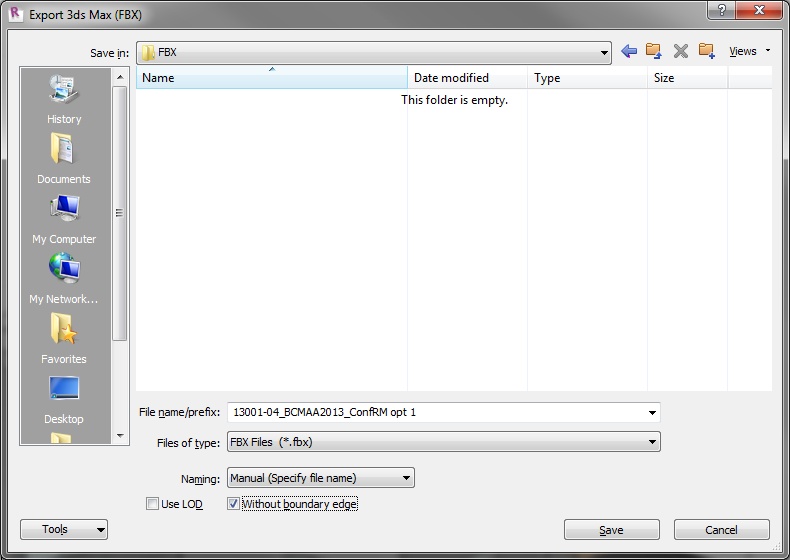 Export 3ds Max (FBX)
Save in: FBX
Views
Name Date modified Type Size
This folder is empty.
History
Documents
My Computer
My Network...
Favorites
Desktop
File name/prefix: 13001-04_BCMAA2013_ConfRM opt 1
Files of type: FBX Files (*.fbx)
Naming: Manual (Specify file name)
Use LOD Without boundary edge
Tools Save Cancel